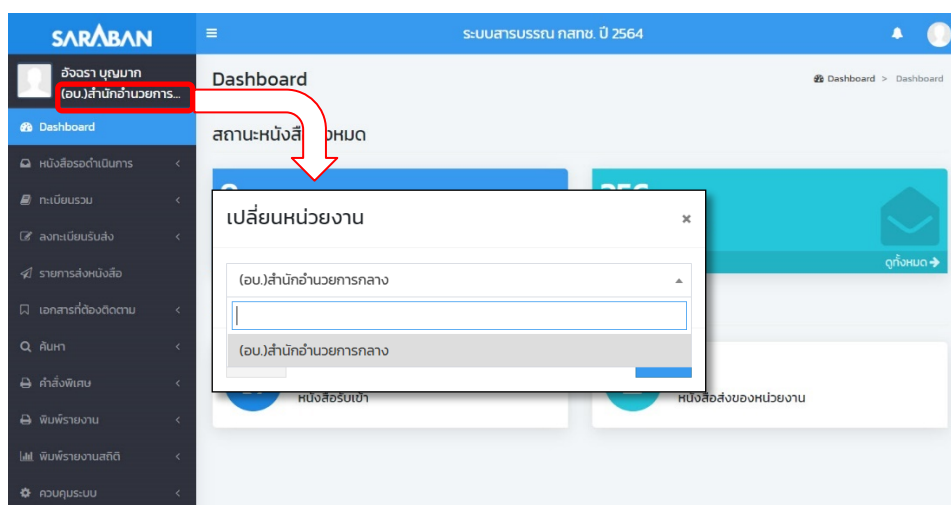 SARABAN
ระบบสารบรรณ กสทช. ปี 2564
อัจฉรา บุญมาก
(อบ.)สำนักอำนวยการ...
Dashboard
Dashboard > Dashboard
Dashboard
สถานะหนังสือ
หนังสือรอดำเนินการ
ทะเบียนรวม
ลงทะเบียนรับส่ง
รายการส่งหนังสือ
เอกสารที่ต้องติดตาม
ค้นหา
คำสั่งพิเศษ
พิมพ์รายงาน
พิมพ์รายงานสถิติ
ควบคุมระบบ
เปลี่ยนหน่วยงาน
(อบ.)สำนักอำนวยการกลาง
(อบ.)สำนักอำนวยการกลาง
ดูทั้งหมด
หนังสือรับเข้า
หนังสือส่งของหน่วยงาน